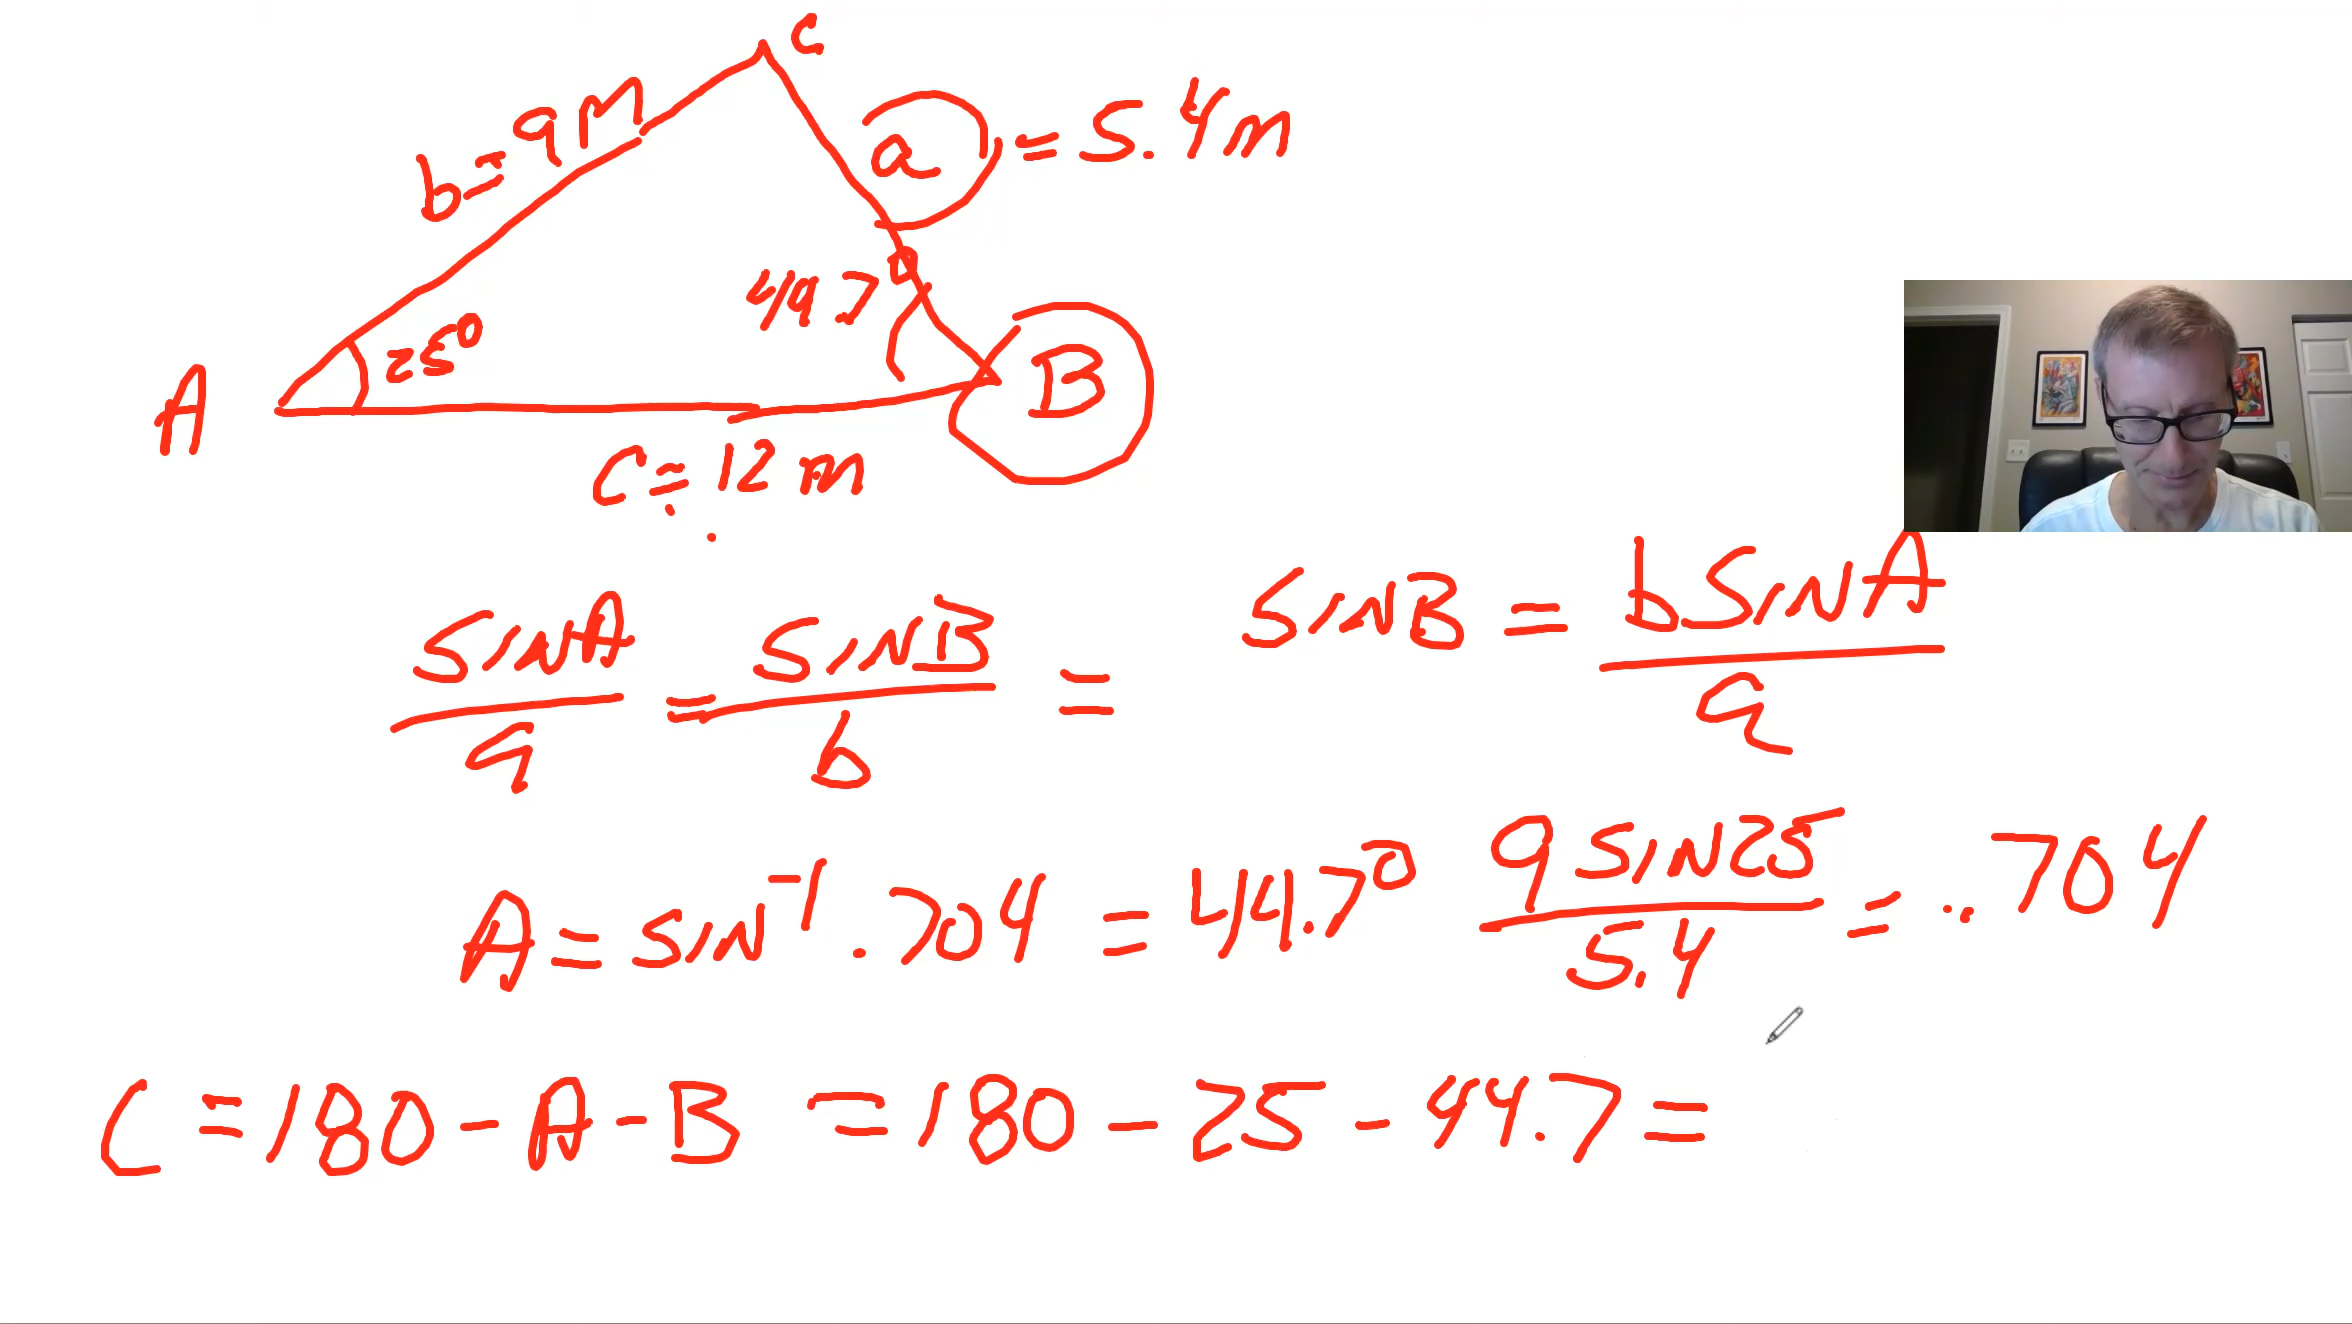 C
b = 9m
a = 5.4m
49.7°
25°
A
B
c = 12 m
sinA/a = sinB/b =
sinB = bsinA/a
9 sin25/5.4 = .704
A = sin⁻¹ .704 = 44.7°
C = 180 - A - B = 180 - 25 - 44.7 =